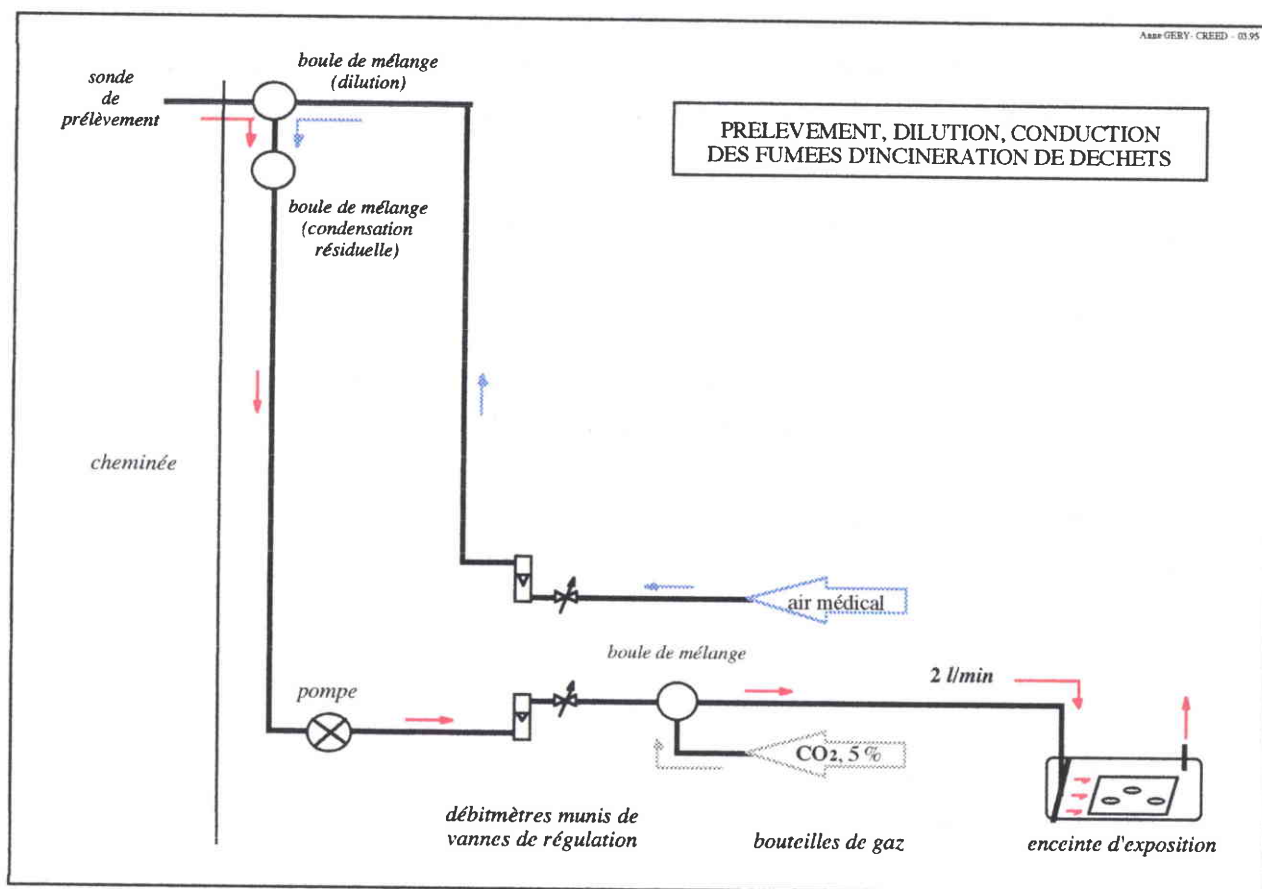 Anne GERY- CREED - 03.95
sonde
de
prélèvement
boule de mélange
(dilution)
PRELEVEMENT, DILUTION, CONDUCTION
DES FUMEES D'INCINERATION DE DECHETS
boule de mélange
(condensation
résiduelle)
cheminée
air médical
boule de mélange
2 l/min
pompe
CO2, 5 %
débitmètres munis de
vannes de régulation
bouteilles de gaz
enceinte d'exposition